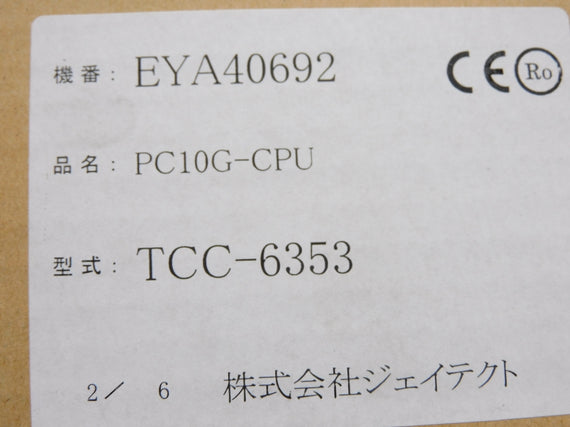 機番: EYA40692 CE Ro
品名: PC10G-CPU
型式: TCC-6353
2/ 6 株式会社ジェイテクト